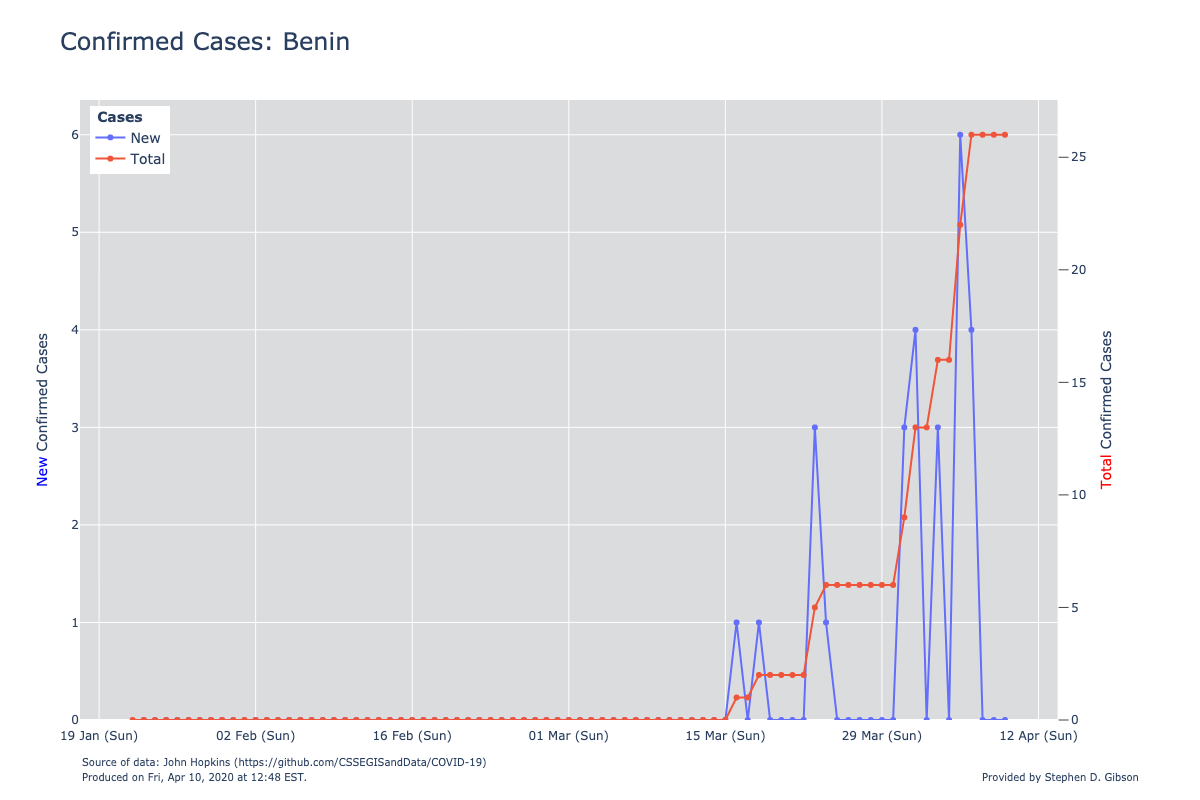 Confirmed Cases: Benin
Cases
New
Total
6
5
4
3
2
1
0
New Confirmed Cases
25
20
15
10
5
0
Total Confirmed Cases
19 Jan (Sun)
02 Feb (Sun)
16 Feb (Sun)
01 Mar (Sun)
15 Mar (Sun)
29 Mar (Sun)
12 Apr (Sun)
Source of data: John Hopkins (https://github.com/CSSEGISandData/COVID-19)
Produced on Fri, Apr 10, 2020 at 12:48 EST.
Provided by Stephen D. Gibson